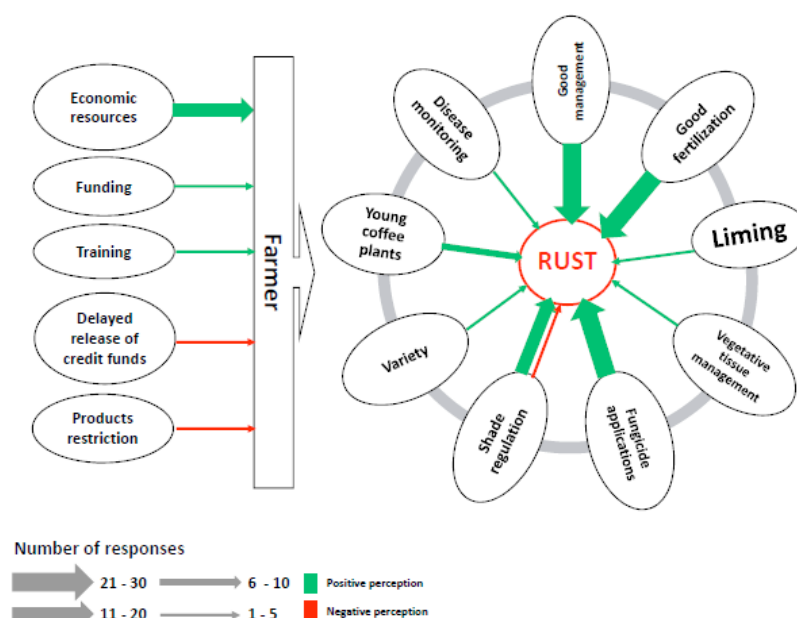 Economic
resources
Funding
Training
Delayed
release of
credit funds
Products
restriction
Farmer
Good
management
Disease
monitoring
Good
fertilization
Young
coffee
plants
Liming
RUST
Variety
Vegetative
tissue
management
Shade
regulation
Fungicide
applications
Number of responses
21 - 30
6 - 10
Positive perception
11 - 20
1 - 5
Negative perception